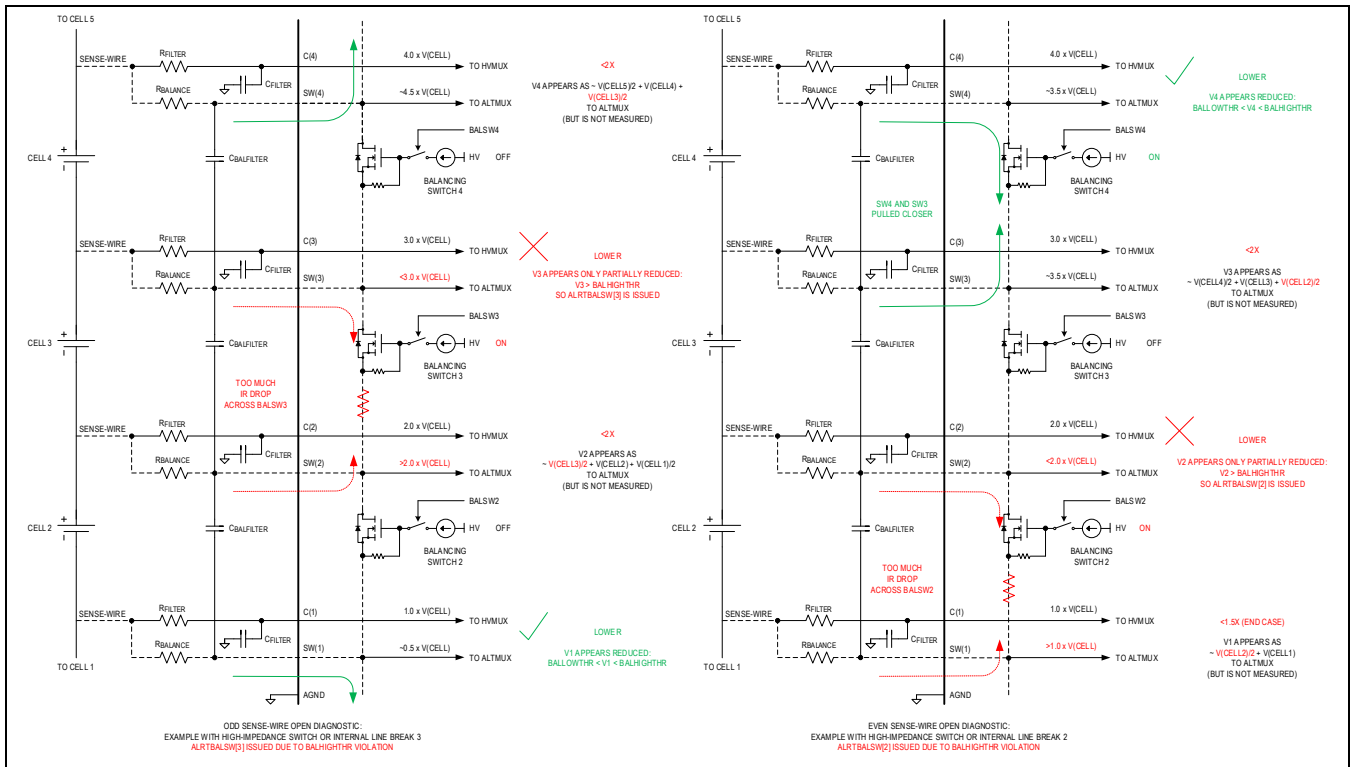 TO CELL 5
SENSE-WIRE
RFILTER
C(4)
4.0 x V(CELL)
TO HVMUX
<2X
CFILTER
V4 APPEARS AS ~ V(CELL5)/2 + V(CELL4) +
V(CELL3)/2
TO ALTMUX
(BUT IS NOT MEASURED)
RBALANCE
SW(4)
~4.5 x V(CELL)
TO ALTMUX
BALSW4
CELL 4
+
-
CBALFILTER
HV
OFF
BALANCING
SWITCH 4
SENSE-WIRE
RFILTER
C(3)
3.0 x V(CELL)
TO HVMUX
LOWER
CFILTER
V3 APPEARS ONLY PARTIALLY REDUCED:
V3 > BALHIGHTHR
SO ALRTBALSW[3] IS ISSUED
RBALANCE
SW(3)
<3.0 x V(CELL)
TO ALTMUX
BALSW3
CELL 3
+
-
CBALFILTER
HV
ON
BALANCING
SWITCH 3
TOO MUCH
IR DROP
ACROSS BALSW3
SENSE-WIRE
RFILTER
C(2)
2.0 x V(CELL)
TO HVMUX
<2X
CFILTER
V2 APPEARS AS
~ V(CELL3)/2 + V(CELL2) + V(CELL1)/2
TO ALTMUX
(BUT IS NOT MEASURED)
RBALANCE
SW(2)
>2.0 x V(CELL)
TO ALTMUX
BALSW2
CELL 2
+
-
CBALFILTER
HV
OFF
BALANCING
SWITCH 2
SENSE-WIRE
RFILTER
C(1)
1.0 x V(CELL)
TO HVMUX
LOWER
CFILTER
V1 APPEARS REDUCED:
BALLOWTHR < V1 < BALHIGHTHR
RBALANCE
SW(1)
~0.5 x V(CELL)
TO ALTMUX
TO CELL 1
AGND
ODD SENSE-WIRE OPEN DIAGNOSTIC:
EXAMPLE WITH HIGH-IMPEDANCE SWITCH OR INTERNAL LINE BREAK 3
ALRTBALSW[3] ISSUED DUE TO BALHIGHTHR VIOLATION
TO CELL 5
SENSE-WIRE
RFILTER
C(4)
4.0 x V(CELL)
TO HVMUX
LOWER
CFILTER
V4 APPEARS REDUCED:
BALLOWTHR < V4 < BALHIGHTHR
RBALANCE
SW(4)
~3.5 x V(CELL)
TO ALTMUX
BALSW4
CELL 4
+
-
CBALFILTER
HV
ON
BALANCING
SWITCH 4
SW4 AND SW3
PULLED CLOSER
SENSE-WIRE
RFILTER
C(3)
3.0 x V(CELL)
TO HVMUX
<2X
CFILTER
V3 APPEARS AS
~ V(CELL4)/2 + V(CELL3) + V(CELL2)/2
TO ALTMUX
(BUT IS NOT MEASURED)
RBALANCE
SW(3)
~3.5 x V(CELL)
TO ALTMUX
BALSW3
CELL 3
+
-
CBALFILTER
HV
OFF
BALANCING
SWITCH 3
SENSE-WIRE
RFILTER
C(2)
2.0 x V(CELL)
TO HVMUX
LOWER
CFILTER
V2 APPEARS ONLY PARTIALLY REDUCED:
V2 > BALHIGHTHR
SO ALRTBALSW[2] IS ISSUED
RBALANCE
SW(2)
<2.0 x V(CELL)
TO ALTMUX
BALSW2
CELL 2
+
-
CBALFILTER
HV
ON
BALANCING
SWITCH 2
TOO MUCH
IR DROP
ACROSS BALSW2
SENSE-WIRE
RFILTER
C(1)
1.0 x V(CELL)
TO HVMUX
<1.5X (END CASE)
CFILTER
V1 APPEARS AS
~ V(CELL2)/2 + V(CELL1)
TO ALTMUX
(BUT IS NOT MEASURED)
RBALANCE
SW(1)
>1.0 x V(CELL)
TO ALTMUX
TO CELL 1
AGND
EVEN SENSE-WIRE OPEN DIAGNOSTIC:
EXAMPLE WITH HIGH-IMPEDANCE SWITCH OR INTERNAL LINE BREAK 2
ALRTBALSW[2] ISSUED DUE TO BALHIGHTHR VIOLATION